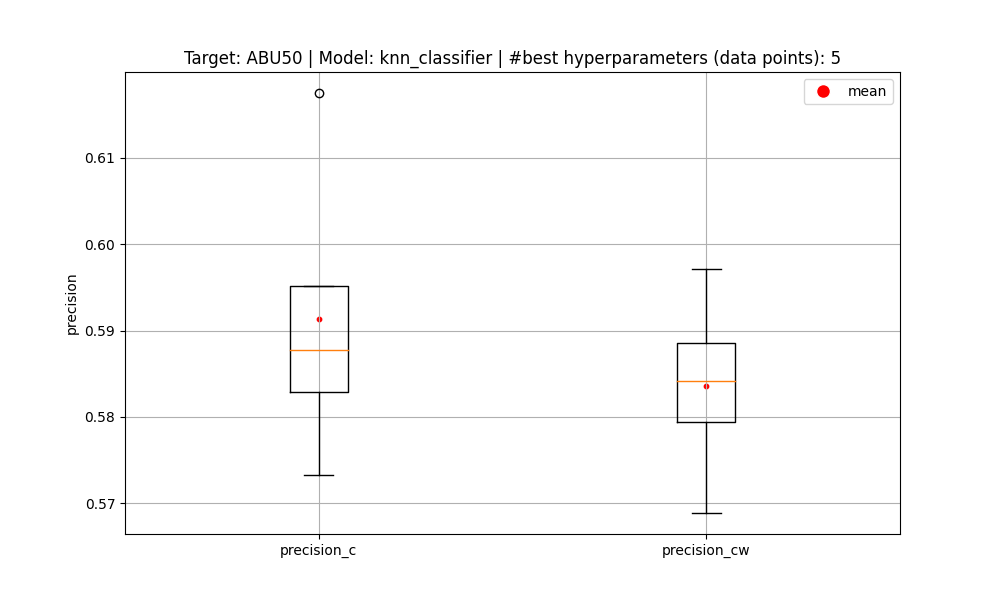 Target: ABU50 | Model: knn_classifier | #best hyperparameters (data points): 5
mean
0.61
0.60
0.59
0.58
0.57
precision
precision_c
precision_cw